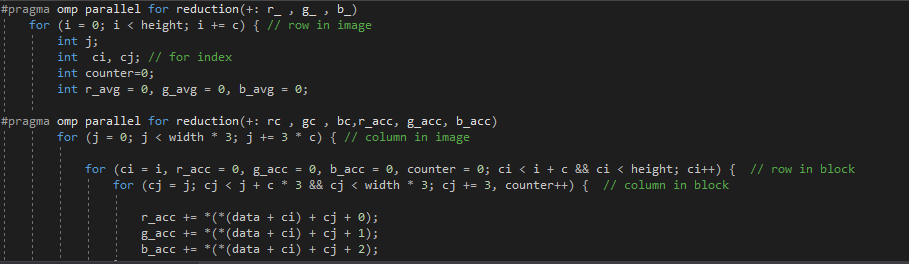 #pragma omp parallel for reduction(+: r_ , g_ , b_)
for (i = 0; i < height; i += c) { // row in image
int j;
int  ci, cj; // for index
int counter=0;
int r_avg = 0, g_avg = 0, b_avg = 0;
#pragma omp parallel for reduction(+: rc , gc , bc,r_acc, g_acc, b_acc)
for (j = 0; j < width * 3; j += 3 * c) { // column in image
for (ci = i, r_acc = 0, g_acc = 0, b_acc = 0, counter = 0; ci < i + c && ci < height; ci++) {  // row in block
for (cj = j; cj < j + c * 3 && cj < width * 3; cj += 3, counter++) {  // column in block
r_acc += *(*(data + ci) + cj + 0);
g_acc += *(*(data + ci) + cj + 1);
b_acc += *(*(data + ci) + cj + 2);